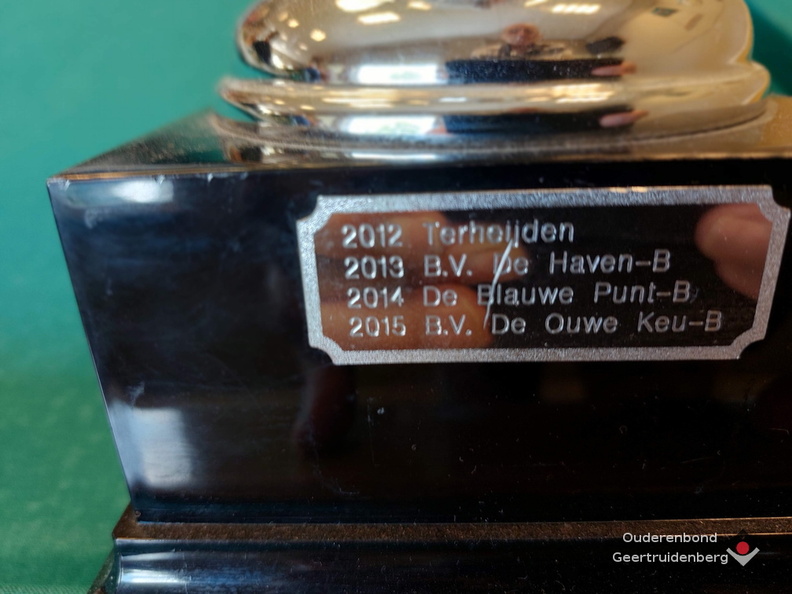 2012 Terheijden
2013 B.V. De Haven-B
2014 De Blauwe Punt-B
2015 B.V. De Ouwe Keu-B
Ouderenbond
Geertruidenberg